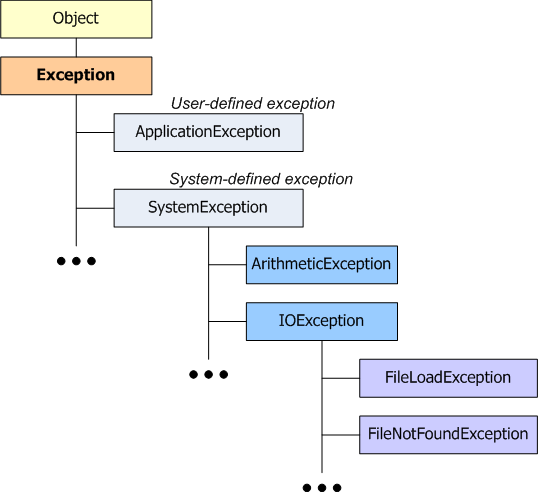 Object
Exception
User-defined exception
ApplicationException
System-defined exception
SystemException
ArithmeticException
IOException
FileLoadException
FileNotFoundException